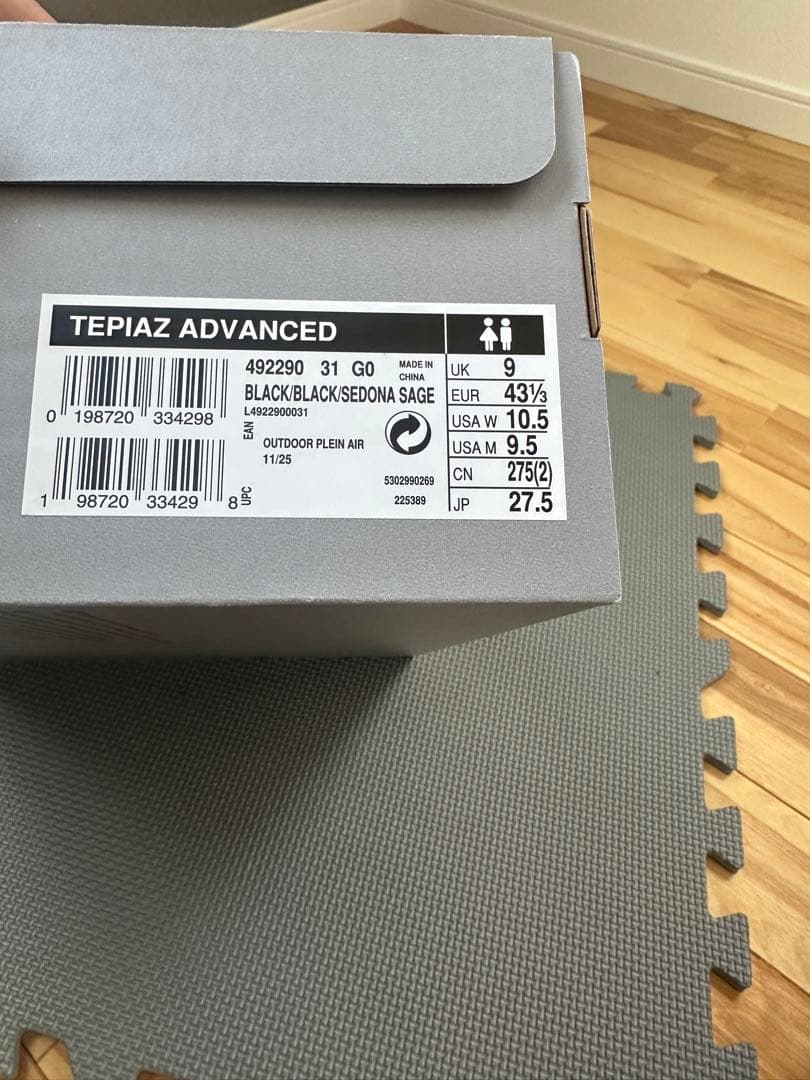 TEPIAZ ADVANCED
0 198720 334298
1 98720 33429 8
UPC
EAN
492290 31 G0
MADE IN
CHINA
BLACK/BLACK/SEDONA SAGE
L4922900031
OUTDOOR PLEIN AIR
11/25
5302990269
225389
UK 9
EUR 43⅓
USA W 10.5
USA M 9.5
CN 275(2)
JP 27.5